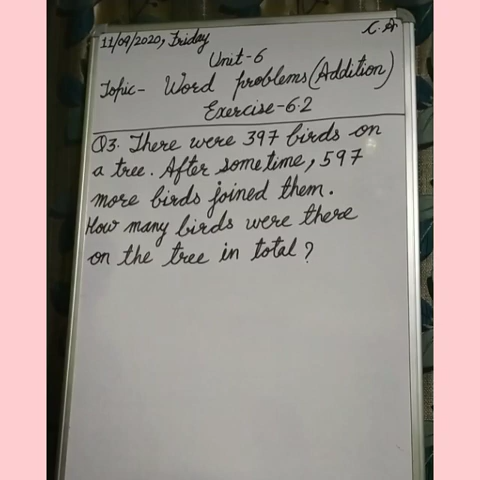 11/09/2020, Friday
C.A
Unit-6
Topic- Word problems (Addition)
Exercise-6.2
Q3. There were 397 birds on
a tree. After sometime, 597
more birds joined them.
How many birds were there
on the tree in total?